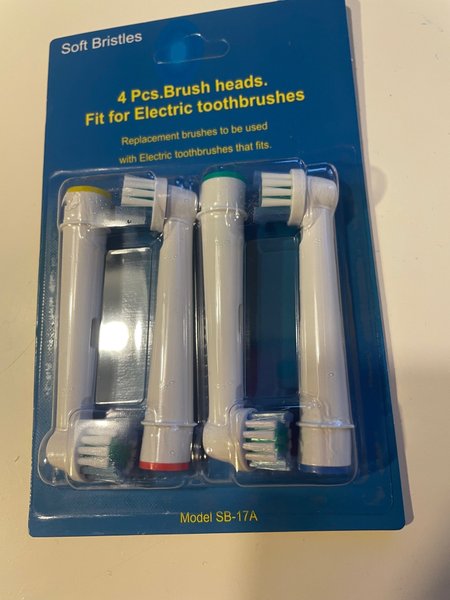 Soft Bristles
4 Pcs.Brush heads.
Fit for Electric toothbrushes
Replacement brushes to be used
with Electric toothbrushes that fits.
Model SB-17A